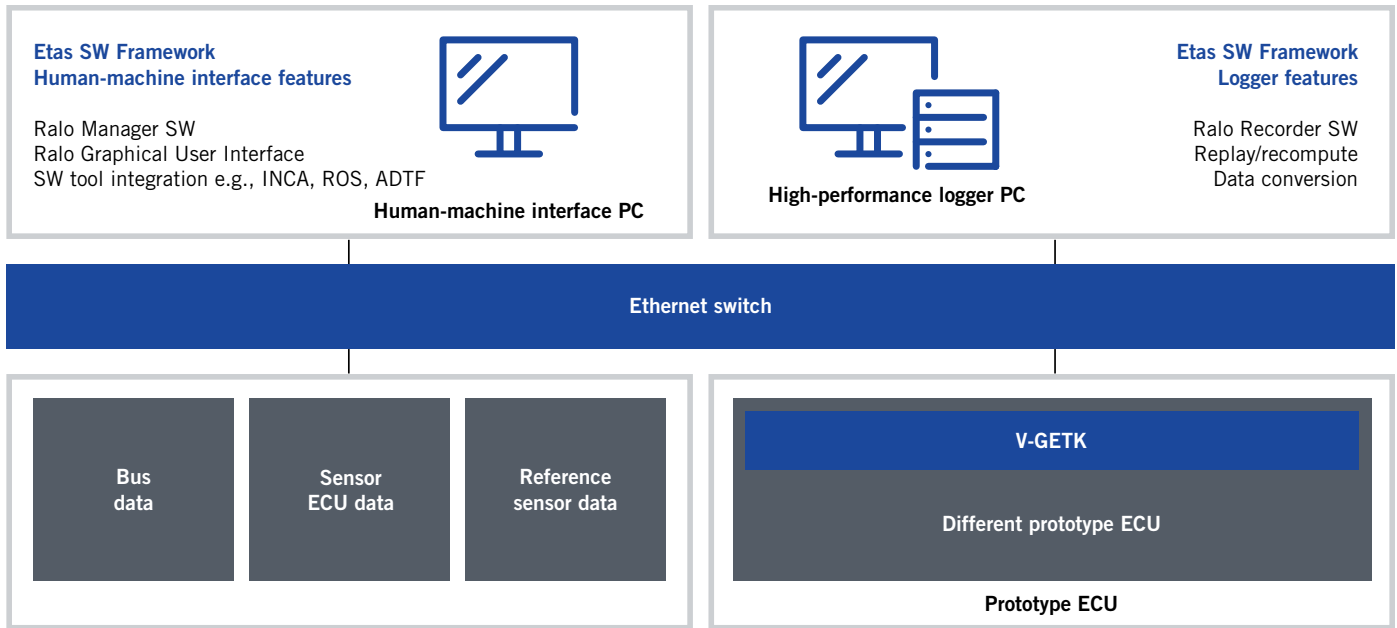 Etas SW Framework
Human-machine interface features
Ralo Manager SW
Ralo Graphical User Interface
SW tool integration e.g., INCA, ROS, ADTF
Human-machine interface PC
Etas SW Framework
Logger features
Ralo Recorder SW
Replay/recompute
Data conversion
High-performance logger PC
Ethernet switch
Bus
data
Sensor
ECU data
Reference
sensor data
V-GETK
Different prototype ECU
Prototype ECU